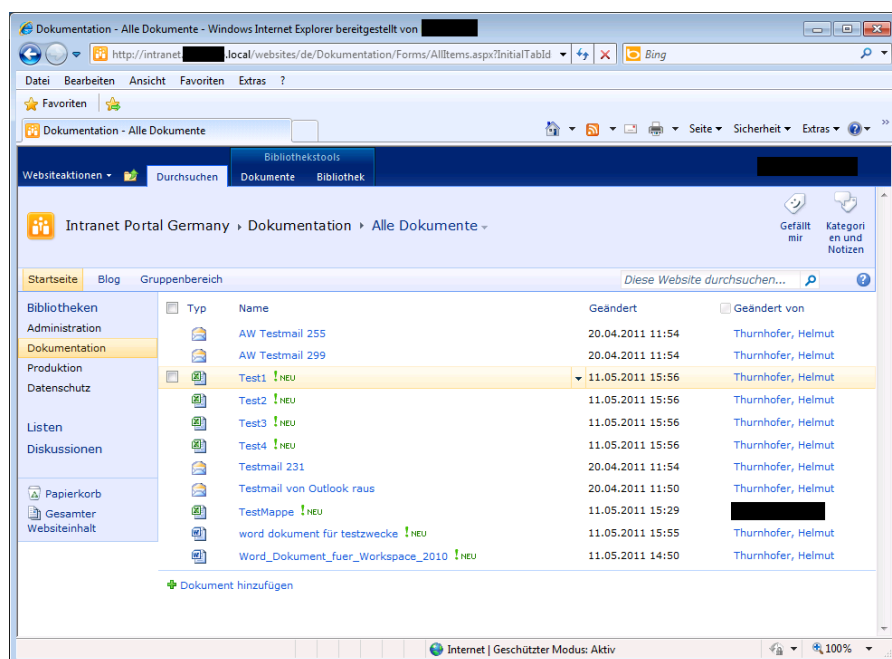 Dokumentation - Alle Dokumente - Windows Internet Explorer bereitgestellt von
http://intranet. .local/websites/de/Dokumentation/Forms/AllItems.aspx?InitialTabId
Bing
Datei Bearbeiten Ansicht Favoriten Extras ?
Favoriten
Dokumentation - Alle Dokumente
Seite Sicherheit Extras
Bibliothekstools
Websiteaktionen Durchsuchen Dokumente Bibliothek
Intranet Portal Germany Dokumentation Alle Dokumente
Gefällt mir
Kategori
en und
Notizen
Startseite Blog Gruppenbereich Diese Website durchsuchen...
Bibliotheken
Administration
Dokumentation
Produktion
Datenschutz
Listen
Diskussionen
Papierkorb
Gesamter
Websiteinhalt
Typ Name Geändert Geändert von
AW Testmail 255 20.04.2011 11:54 Thurnhofer, Helmut
AW Testmail 299 20.04.2011 11:54 Thurnhofer, Helmut
Test1 ! NEU 11.05.2011 15:56 Thurnhofer, Helmut
Test2 ! NEU 11.05.2011 15:56 Thurnhofer, Helmut
Test3 ! NEU 11.05.2011 15:56 Thurnhofer, Helmut
Test4 ! NEU 11.05.2011 15:56 Thurnhofer, Helmut
Testmail 231 20.04.2011 11:54 Thurnhofer, Helmut
Testmail von Outlook raus 20.04.2011 11:50 Thurnhofer, Helmut
TestMappe ! NEU 11.05.2011 15:29
word dokument für testzwecke ! NEU 11.05.2011 15:55 Thurnhofer, Helmut
Word_Dokument_fuer_Workspace_2010 ! NEU 11.05.2011 14:50 Thurnhofer, Helmut
Dokument hinzufügen
Internet | Geschützter Modus: Aktiv 100%